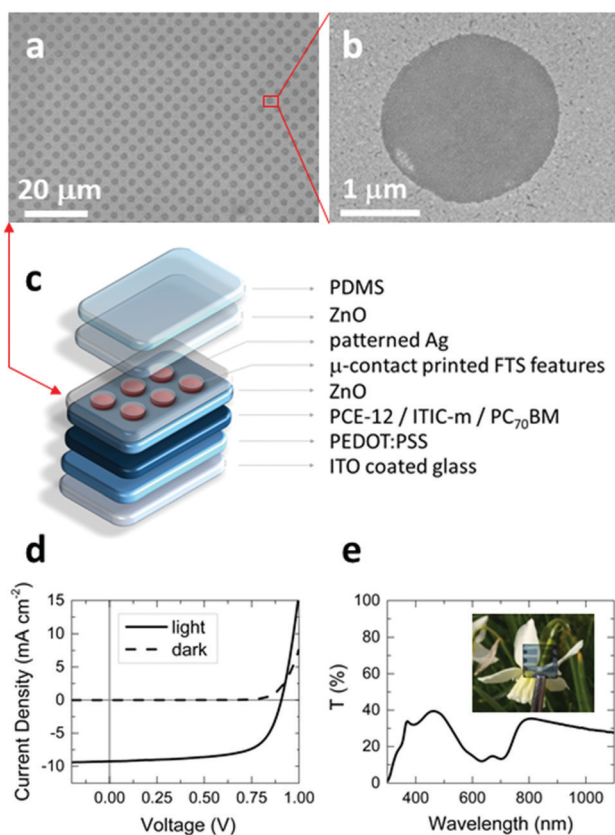 a
b
20 μm
1 μm
c
PDMS
ZnO
patterned Ag
μ-contact printed FTS features
ZnO
PCE-12 / ITIC-m / PC₇₀BM
PEDOT:PSS
ITO coated glass
d
e
Current Density (mA cm⁻²)
15
10
5
0
-5
-10
light
dark
0.00 0.25 0.50 0.75 1.00
Voltage (V)
T (%)
100
80
60
40
20
0
400 600 800 1000
Wavelength (nm)